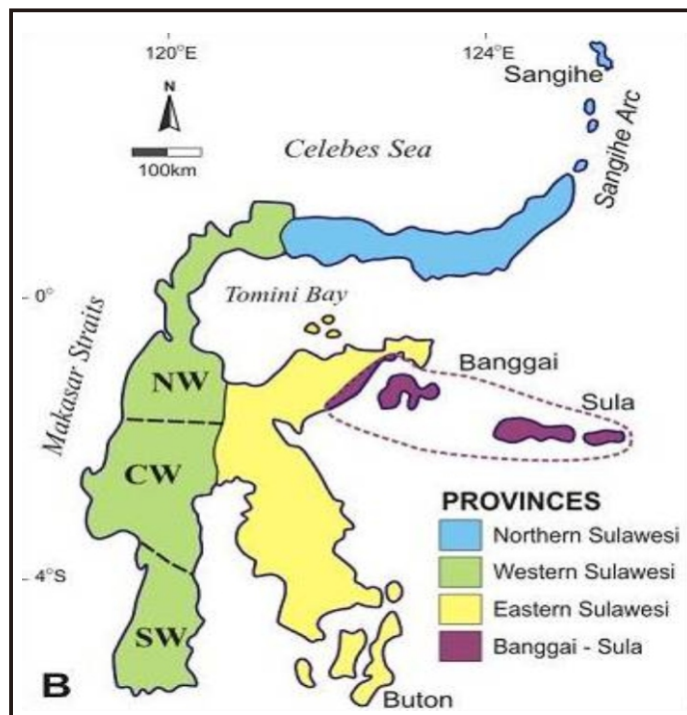 120°E
124°E
Sangihe
N
100km
Celebes Sea
Sangihe Arc
0°
Tomini Bay
Makasar Straits
NW
Banggai
Sula
CW
PROVINCES
Northern Sulawesi
Western Sulawesi
Eastern Sulawesi
Banggai - Sula
4°S
SW
B
Buton